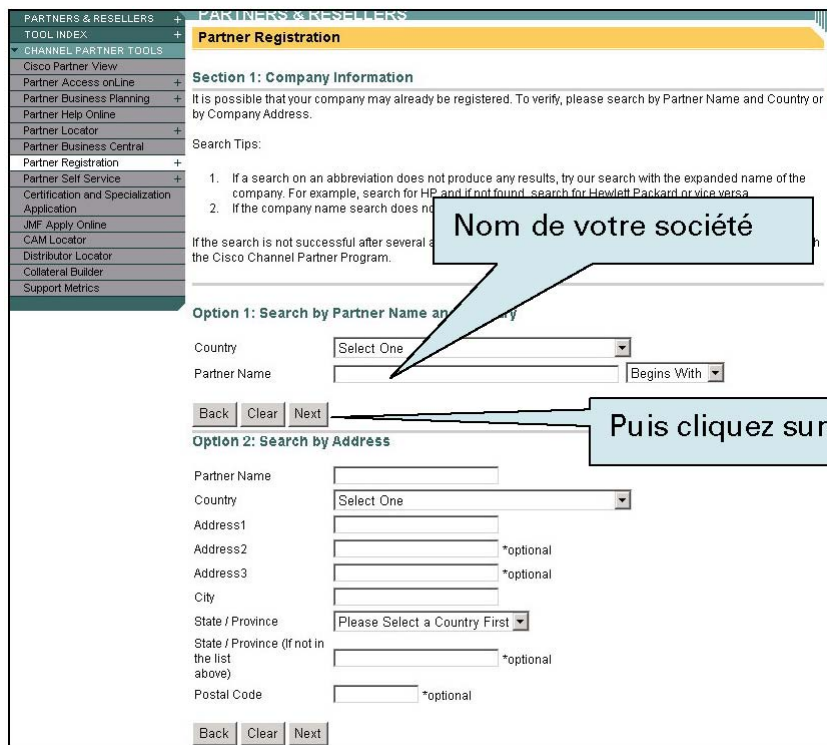 PARTNERS & RESELLERS +
TOOL INDEX +
CHANNEL PARTNER TOOLS
Cisco Partner View
Partner Access onLine +
Partner Business Planning +
Partner Help Online
Partner Locator +
Partner Business Central
Partner Registration +
Partner Self Service +
Certification and Specialization
Application
JMF Apply Online
CAM Locator
Distributor Locator
Collateral Builder
Support Metrics
PARTNERS & RESELLERS
Partner Registration
Section 1: Company Information
It is possible that your company may already be registered. To verify, please search by Partner Name and Country or
by Company Address.
Search Tips:
1. If a search on an abbreviation does not produce any results, try our search with the expanded name of the
company. For example, search for HP and if not found, search for Hewlett Packard or vice versa
2. If the company name search does
If the search is not successful after several
the Cisco Channel Partner Program.
Nom de votre société
Option 1: Search by Partner Name
Country Select One
Partner Name Begins With
Back Clear Next
Puis cliquez sur
Option 2: Search by Address
Partner Name
Country Select One
Address1
Address2 *optional
Address3 *optional
City
State / Province Please Select a Country First
State / Province (If not in
the list
above) *optional
Postal Code *optional
Back Clear Next